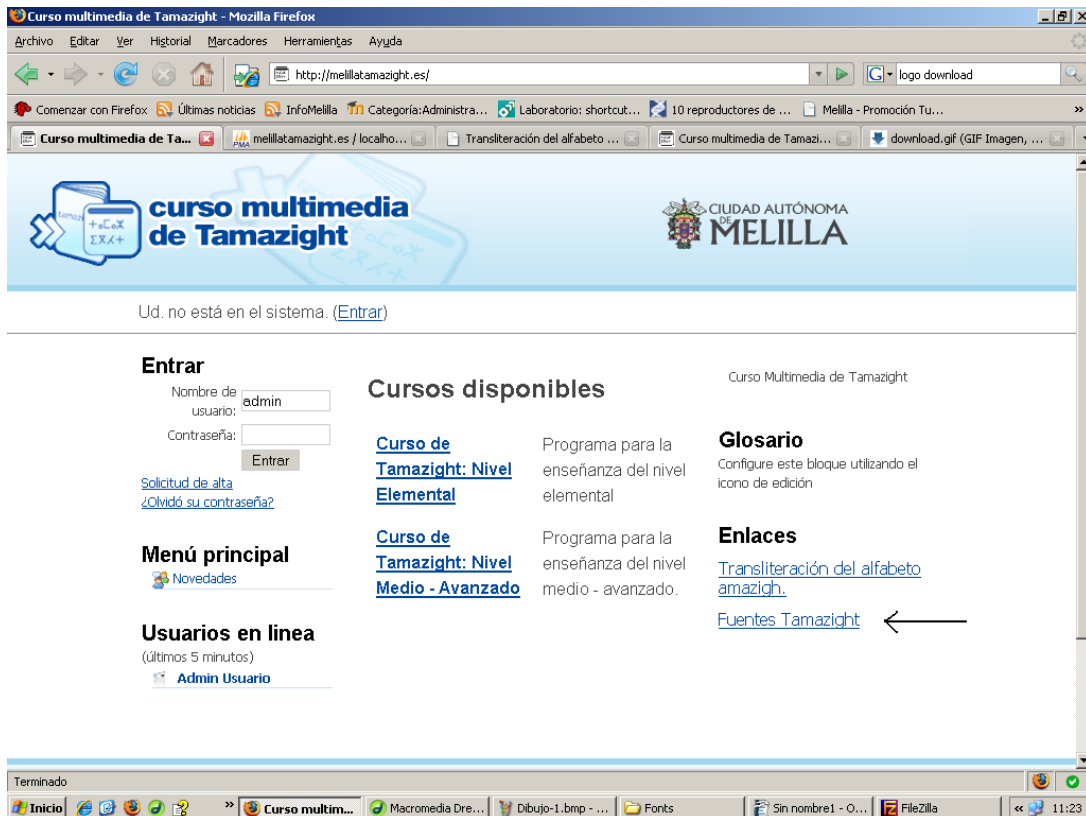 Curso multimedia de Tamazight - Mozilla Firefox
Archivo Editar Ver Historial Marcadores Herramientas Ayuda
http://melillatamazight.es/
G logo download
Comenzar con Firefox Últimas noticias InfoMelilla Categoría:Administra... Laboratorio: shortcut... 10 reproductores de ... Melilla - Promoción Tu... »
Curso multimedia de Ta... melillatamazight.es / localho... Transliteración del alfabeto ... Curso multimedia de Tamazi... download.gif (GIF Imagen, ...
curso multimedia
de Tamazight
CIUDAD AUTÓNOMA
DE MELILLA
Ud. no está en el sistema. (Entrar)
Entrar
Nombre de
usuario:
admin
Contraseña:
Entrar
Solicitud de alta
¿Olvidó su contraseña?
Menú principal
Novedades
Usuarios en linea
(últimos 5 minutos)
Admin Usuario
Cursos disponibles
Curso de
Tamazight: Nivel
Elemental
Programa para la
enseñanza del nivel
elemental
Curso de
Tamazight: Nivel
Medio - Avanzado
Programa para la
enseñanza del nivel
medio - avanzado.
Curso Multimedia de Tamazight
Glosario
Configure este bloque utilizando el
icono de edición
Enlaces
Transliteración del alfabeto
amazigh.
Fuentes Tamazight
Terminado
Inicio » Curso multim... Macromedia Dre... Dibujo-1.bmp - ... Fonts Sin nombre1 - O... FileZilla « 11:23